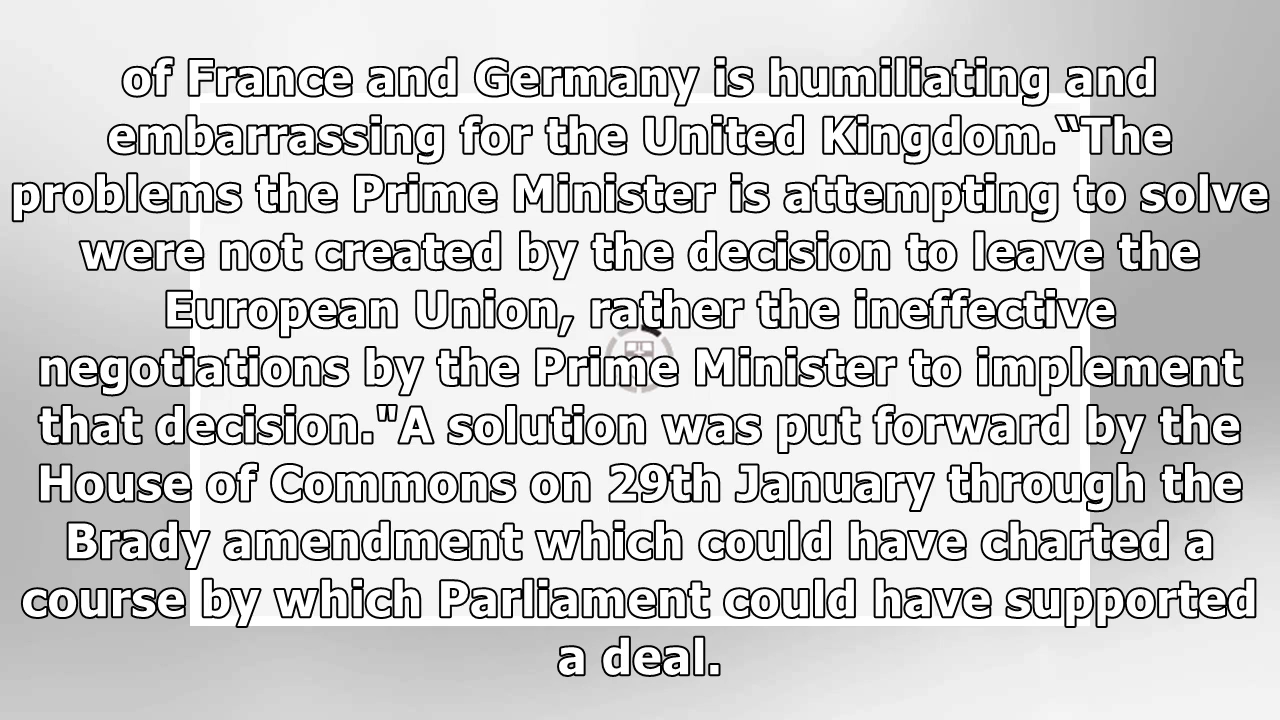 of France and Germany is humiliating and
embarrassing for the United Kingdom.“The
problems the Prime Minister is attempting to solve
were not created by the decision to leave the
European Union, rather the ineffective
negotiations by the Prime Minister to implement
that decision."A solution was put forward by the
House of Commons on 29th January through the
Brady amendment which could have charted a
course by which Parliament could have supported
a deal.